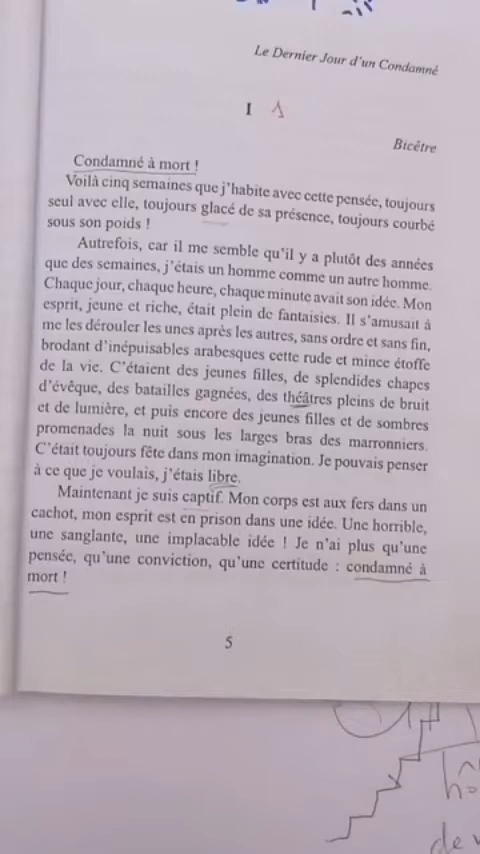 Le Dernier Jour d'un Condamné
I 1
Bicêtre
Condamné à mort !
Voilà cinq semaines que j'habite avec cette pensée, toujours
seul avec elle, toujours glacé de sa présence, toujours courbé
sous son poids !
Autrefois, car il me semble qu'il y a plutôt des années
que des semaines, j'étais un homme comme un autre homme.
Chaque jour, chaque heure, chaque minute avait son idée. Mon
esprit, jeune et riche, était plein de fantaisies. Il s'amusait à
me les dérouler les unes après les autres, sans ordre et sans fin,
brodant d'inépuisables arabesques cette rude et mince étoffe
de la vie. C'étaient des jeunes filles, de splendides chapes
d'évêque, des batailles gagnées, des théâtres pleins de bruit
et de lumière, et puis encore des jeunes filles et de sombres
promenades la nuit sous les larges bras des marronniers.
C'était toujours fête dans mon imagination. Je pouvais penser
à ce que je voulais, j'étais libre.
Maintenant je suis captif. Mon corps est aux fers dans un
cachot, mon esprit est en prison dans une idée. Une horrible,
une sanglante, une implacable idée ! Je n'ai plus qu'une
pensée, qu'une conviction, qu'une certitude : condamné à
mort !
5